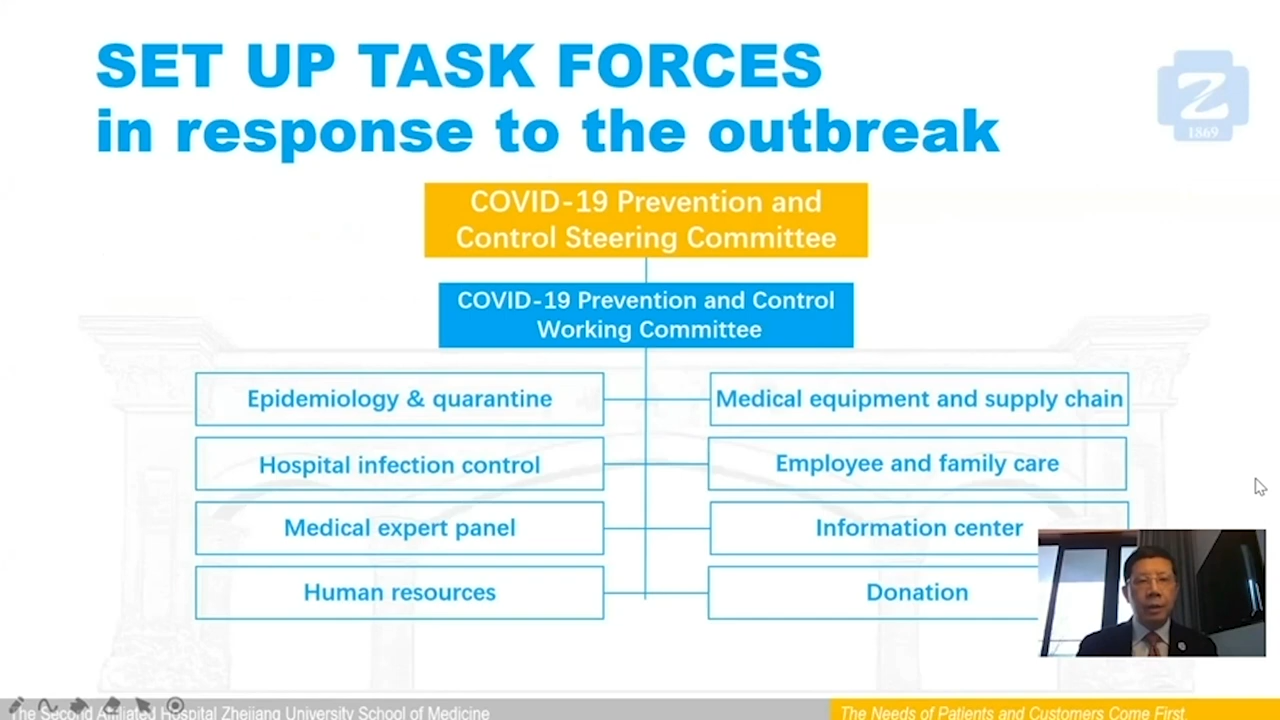 SET UP TASK FORCES
in response to the outbreak
1869
COVID-19 Prevention and
Control Steering Committee
COVID-19 Prevention and Control
Working Committee
Epidemiology & quarantine
Medical equipment and supply chain
Hospital infection control
Employee and family care
Medical expert panel
Information center
Human resources
Donation
The Second Affiliated Hospital Zhejiang University School of Medicine
The Needs of Patients and Customers Come First